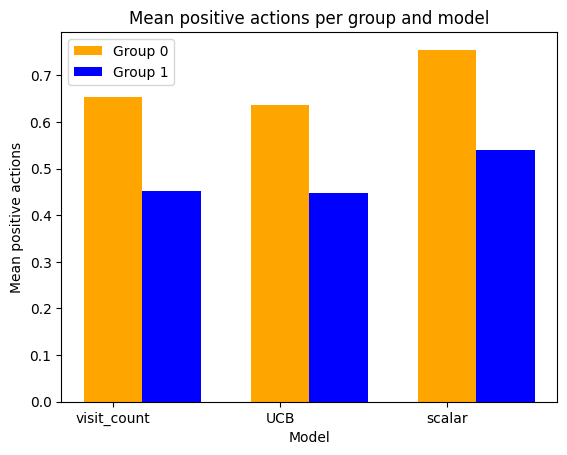 Mean positive actions per group and model
Group 0
Group 1
Mean positive actions
0.7
0.6
0.5
0.4
0.3
0.2
0.1
0.0
visit_count
UCB
scalar
Model